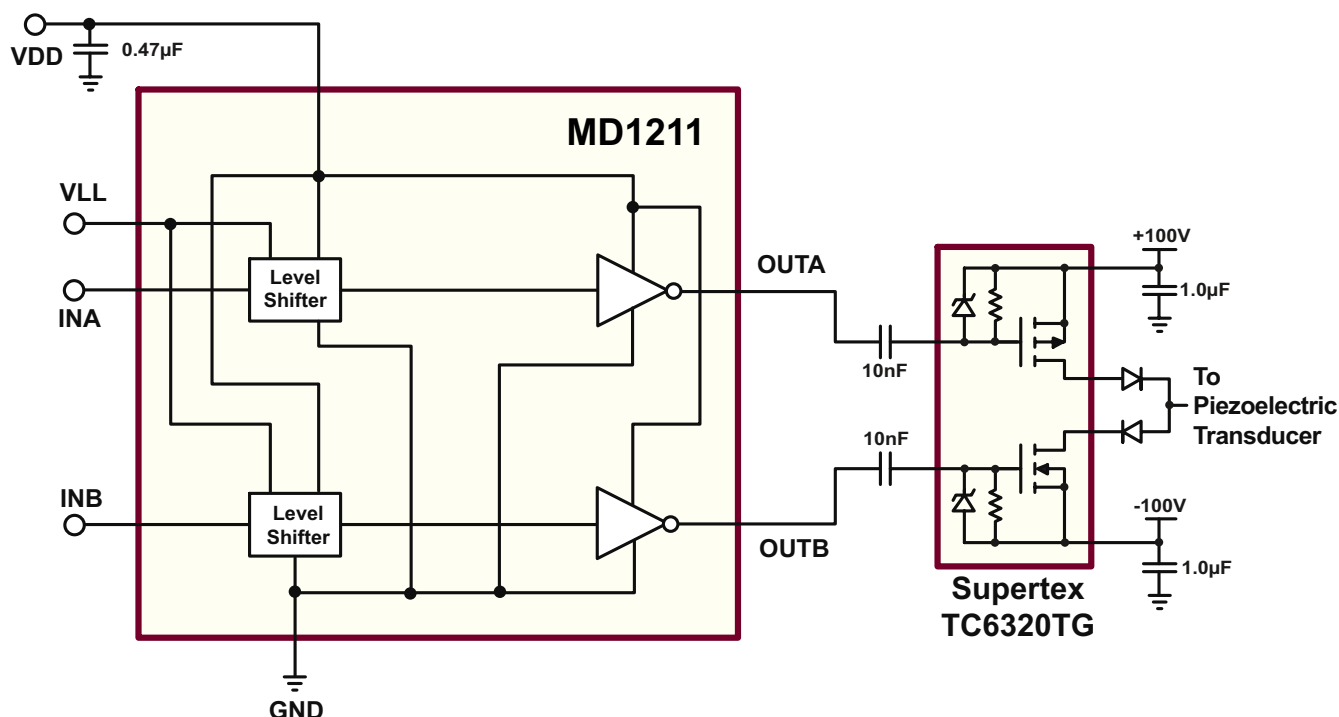 VDD
0.47µF
MD1211
VLL
Level
Shifter
INA
OUTA
+100V
1.0µF
10nF
To
Piezoelectric
Transducer
10nF
INB
Level
Shifter
OUTB
-100V
1.0µF
Supertex
TC6320TG
GND